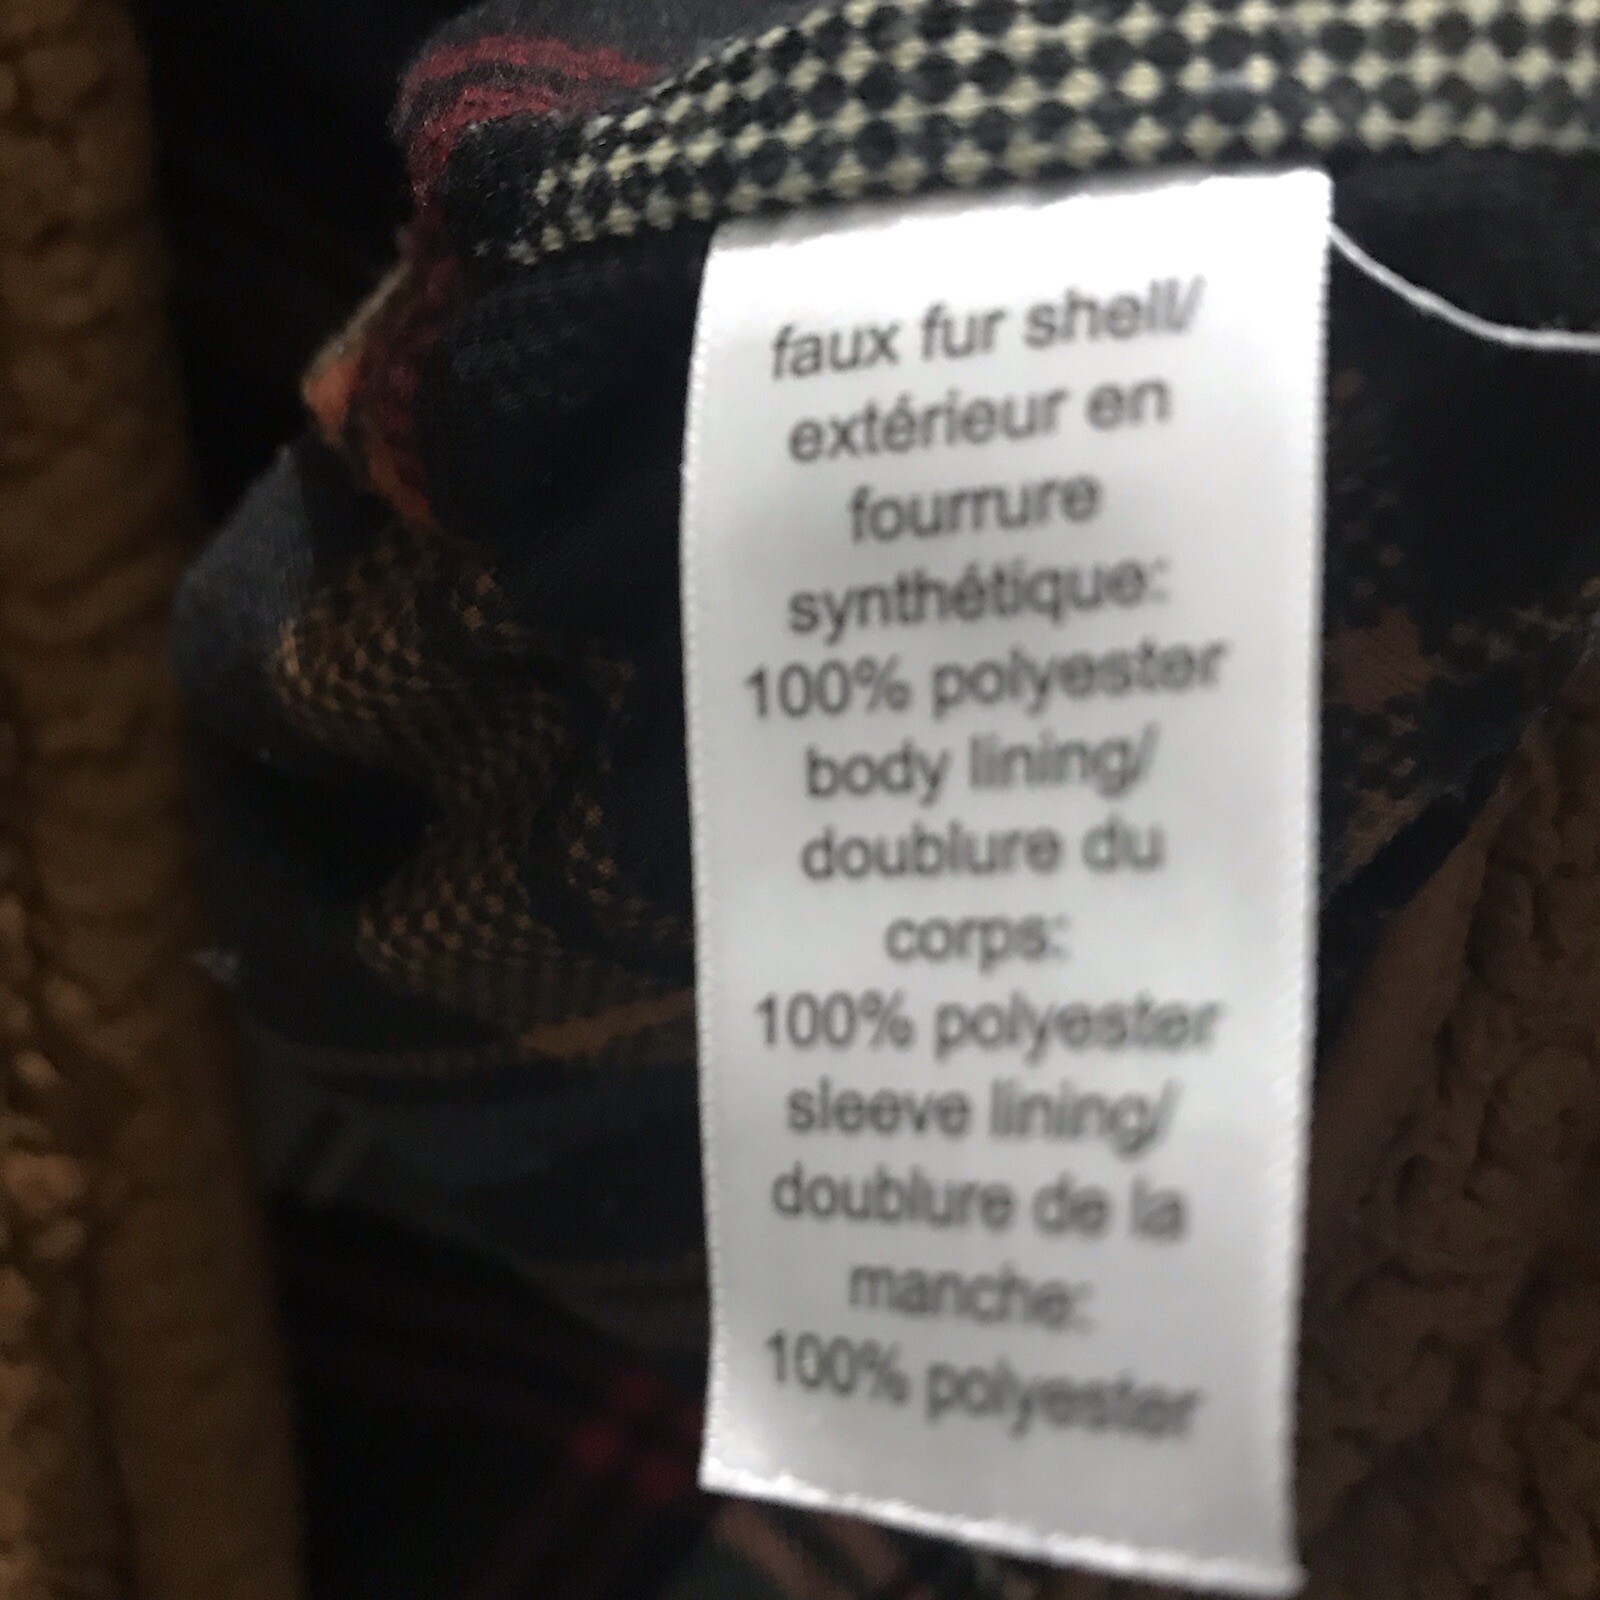 faux fur shell/
extérieur en
fourrure
synthétique:
100% polyester
body lining/
doublure du
corps:
100% polyester
sleeve lining/
doublure de la
manche:
100% polyester